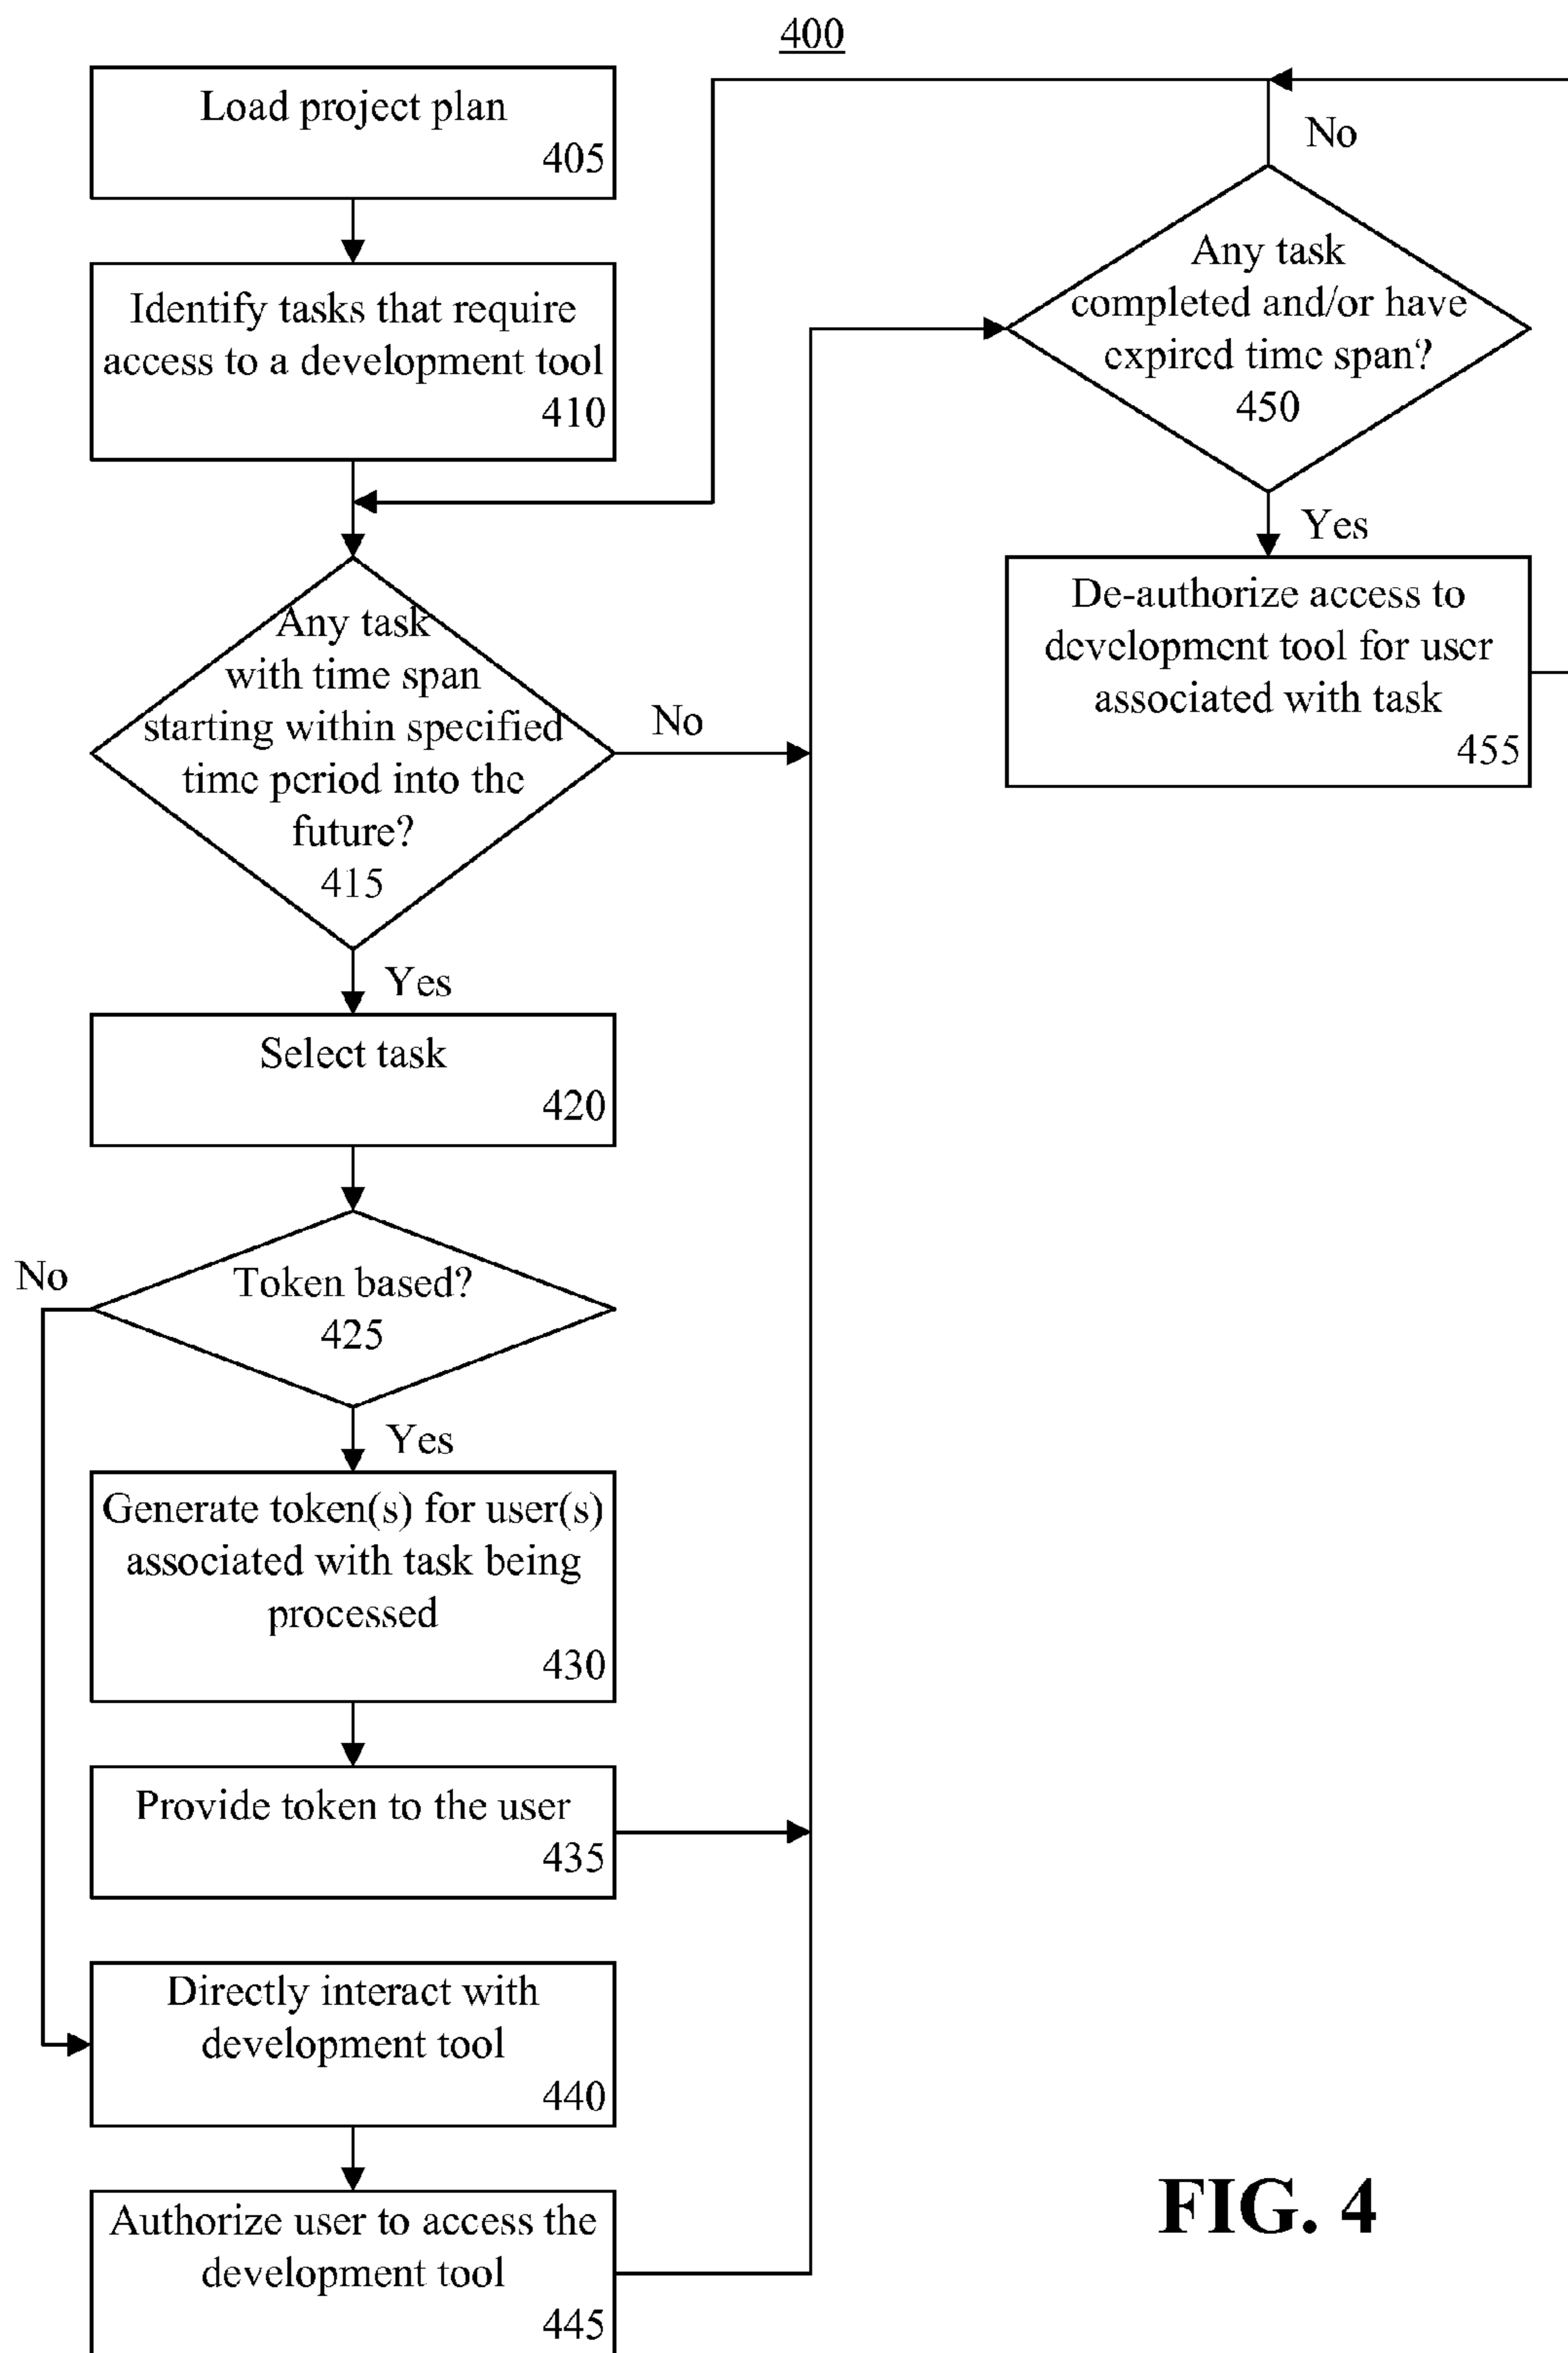 400
Load project plan
405
Identify tasks that require
access to a development tool
410
Any task
with time span
starting within specified
time period into the
future?
415
No
Yes
Select task
420
Token based?
425
No
Yes
Generate token(s) for user(s)
associated with task being
processed
430
Provide token to the user
435
Directly interact with
development tool
440
Authorize user to access the
development tool
445
No
Any task
completed and/or have
expired time span?
450
Yes
De-authorize access to
development tool for user
associated with task
455
FIG. 4